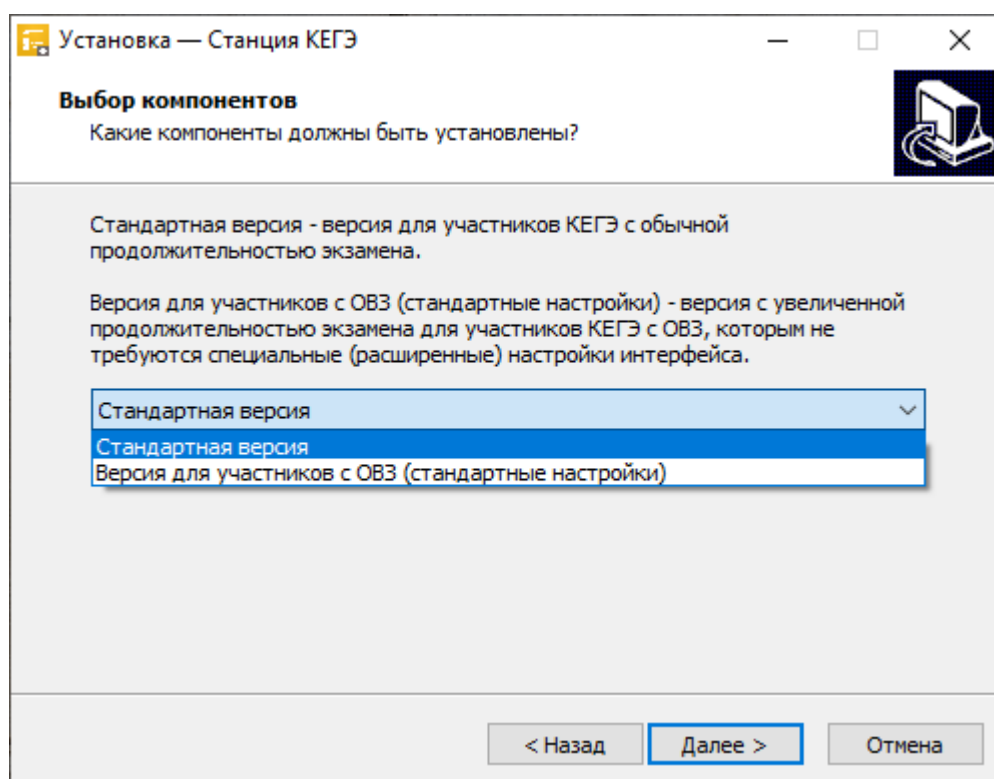 Установка — Станция КЕГЭ
Выбор компонентов
Какие компоненты должны быть установлены?
Стандартная версия - версия для участников КЕГЭ с обычной
продолжительностью экзамена.
Версия для участников с ОВЗ (стандартные настройки) - версия с увеличенной
продолжительностью экзамена для участников КЕГЭ с ОВЗ, которым не
требуются специальные (расширенные) настройки интерфейса.
Стандартная версия
Стандартная версия
Версия для участников с ОВЗ (стандартные настройки)
< Назад
Далее >
Отмена